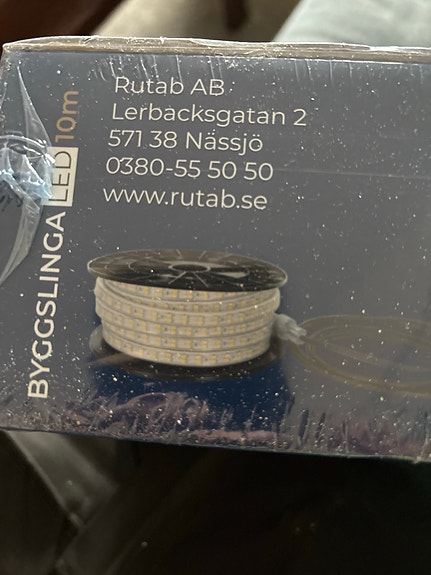 Rutab AB
Lerbacksgatan 2
571 38 Nässjö
0380-55 50 50
www.rutab.se
BYGGSLINGA LED 10m